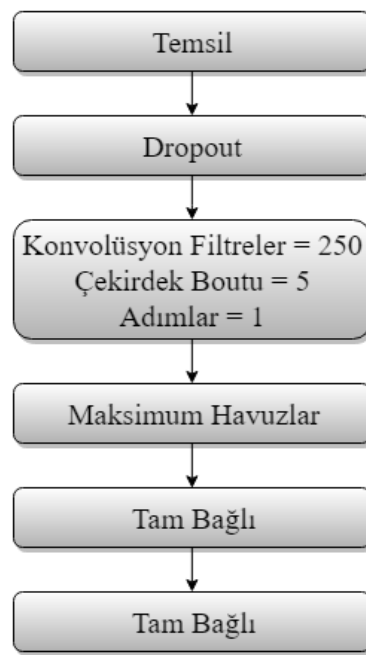 Temsil
Dropout
Konvolüsyon Filtreler = 250
Çekirdek Boutu = 5
Adımlar = 1
Maksimum Havuzlar
Tam Bağlı
Tam Bağlı